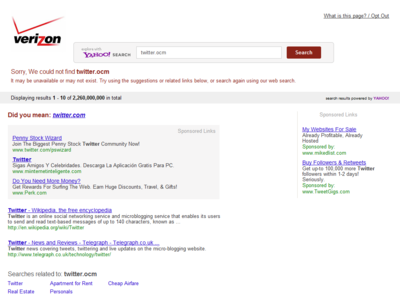 What is this page? / Opt Out
verizon
explore with
YAHOO! SEARCH
twitter.ocm
Search
Sorry, We could not find twitter.ocm
It may be unavailable or may not exist. Try using the suggestions or related links below, or search again using our web search.
Displaying results 1 - 10 of 2,260,000,000 in total
search results powered by YAHOO!
Did you mean: twitter.com
Sponsored Links
Penny Stock Wizard
Join The Biggest Penny Stock Twitter Community Now!
www.twitter.com/pswizard
Twitter
Sigas Amigos Y Celebridades. Descarga La Aplicación Gratis Para PC.
www.miinternetinteligente.com
Do You Need More Money?
Get Rewards For Surfing The Web. Earn Huge Discounts, Travel, & Gifts!
www.Perk.com
Sponsored Links
My Websites For Sale
Already Profitable, Already
Hosted
Sponsored by:
www.mikedlist.com
Buy Followers & Retweets
Get up to 100,000 more Twitter
followers within 1-2 days!
Seriously.
Sponsored by:
www.TweetGigs.com
Twitter - Wikipedia, the free encyclopedia
Twitter is an online social networking service and microblogging service that enables its users
to send and read text-based messages of up to 140 characters, known as ...
http://en.wikipedia.org/wiki/Twitter
Twitter - News and Reviews - Telegraph - Telegraph.co.uk ...
Twitter news covering tweets, twittering and live updates on the micro-blogging website.
http://www.telegraph.co.uk/technology/twitter/
Searches related to: twitter.ocm
Twitter
Apartment for Rent
Cheap Airfare
Real Estate
Personals